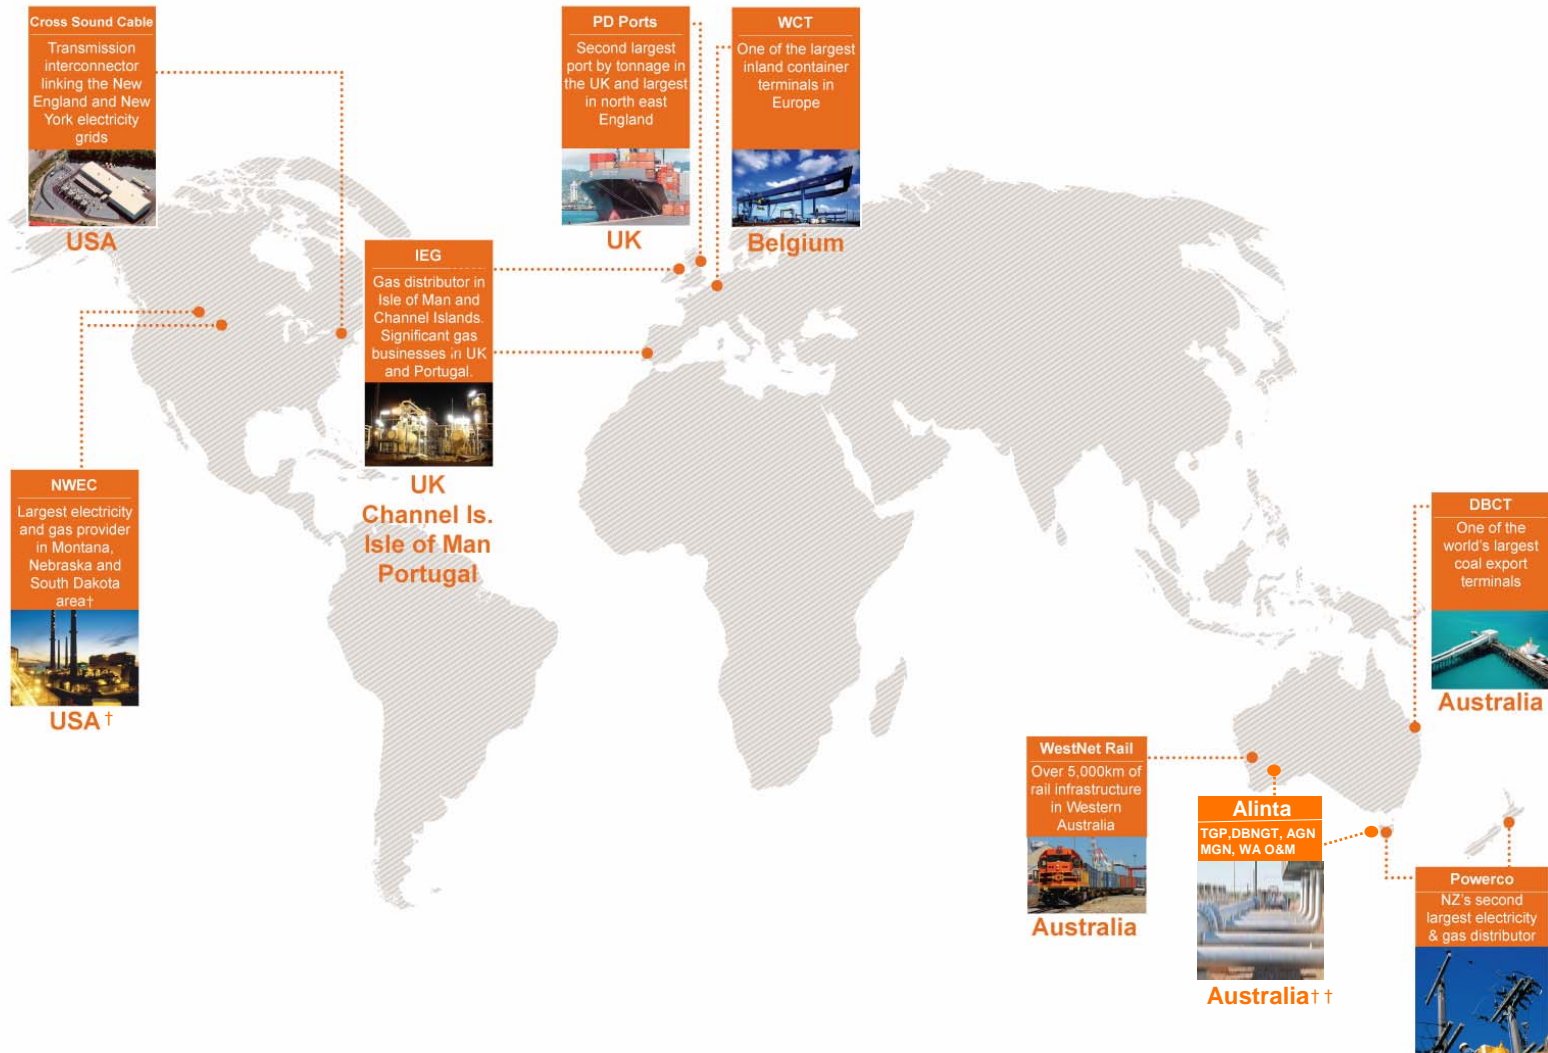 Cross Sound Cable
Transmission
interconnector
linking the New
England and New
York electricity
grids
USA
PD Ports
Second largest
port by tonnage in
the UK and largest
in north east
England
UK
WCT
One of the largest
inland container
terminals in
Europe
Belgium
IEG
Gas distributor in
Isle of Man and
Channel Islands.
Significant gas
businesses in UK
and Portugal.
UK
Channel Is.
Isle of Man
Portugal
NWEC
Largest electricity
and gas provider
in Montana,
Nebraska and
South Dakota
area†
USA†
DBCT
One of the
world's largest
coal export
terminals
Australia
WestNet Rail
Over 5,000km of
rail infrastructure
in Western
Australia
Australia
Alinta
TGP,DBNGT, AGN
MGN, WA O&M
Australia††
Powerco
NZ's second
largest electricity
& gas distributor